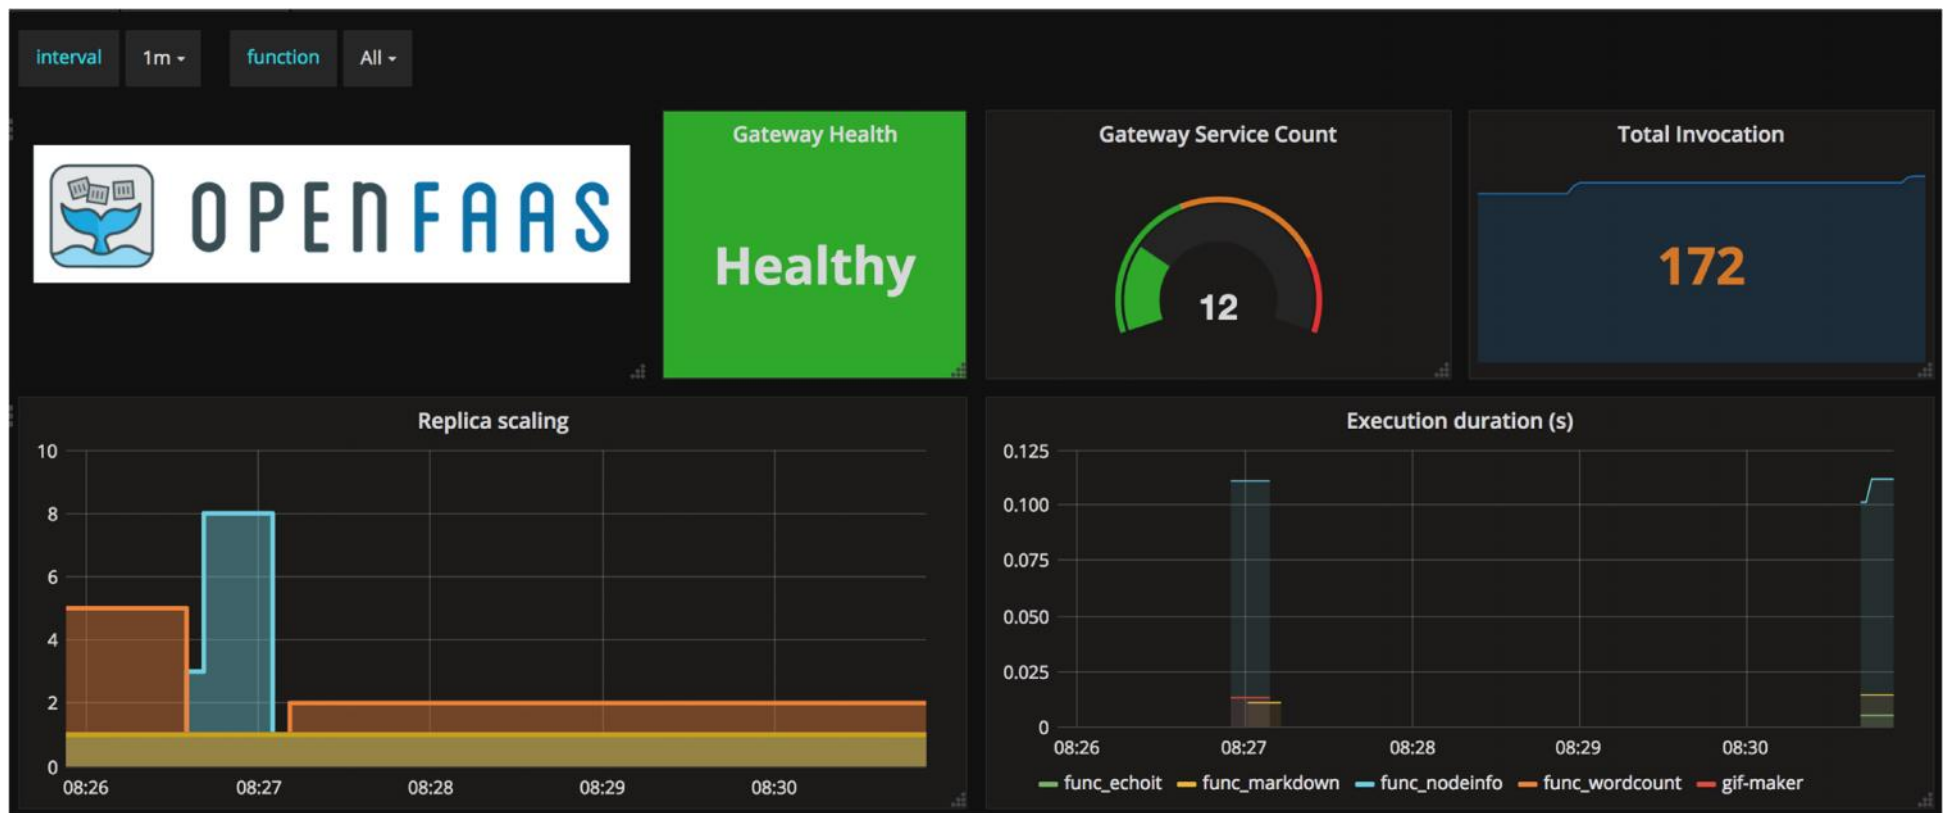 interval 1m function All
OPENFAAS
Gateway Health
Healthy
Gateway Service Count
12
Total Invocation
172
Replica scaling
10
8
6
4
2
0
08:26 08:27 08:28 08:29 08:30
Execution duration (s)
0.125
0.100
0.075
0.050
0.025
0
08:26 08:27 08:28 08:29 08:30
func_echoit func_markdown func_nodeinfo func_wordcount gif-maker